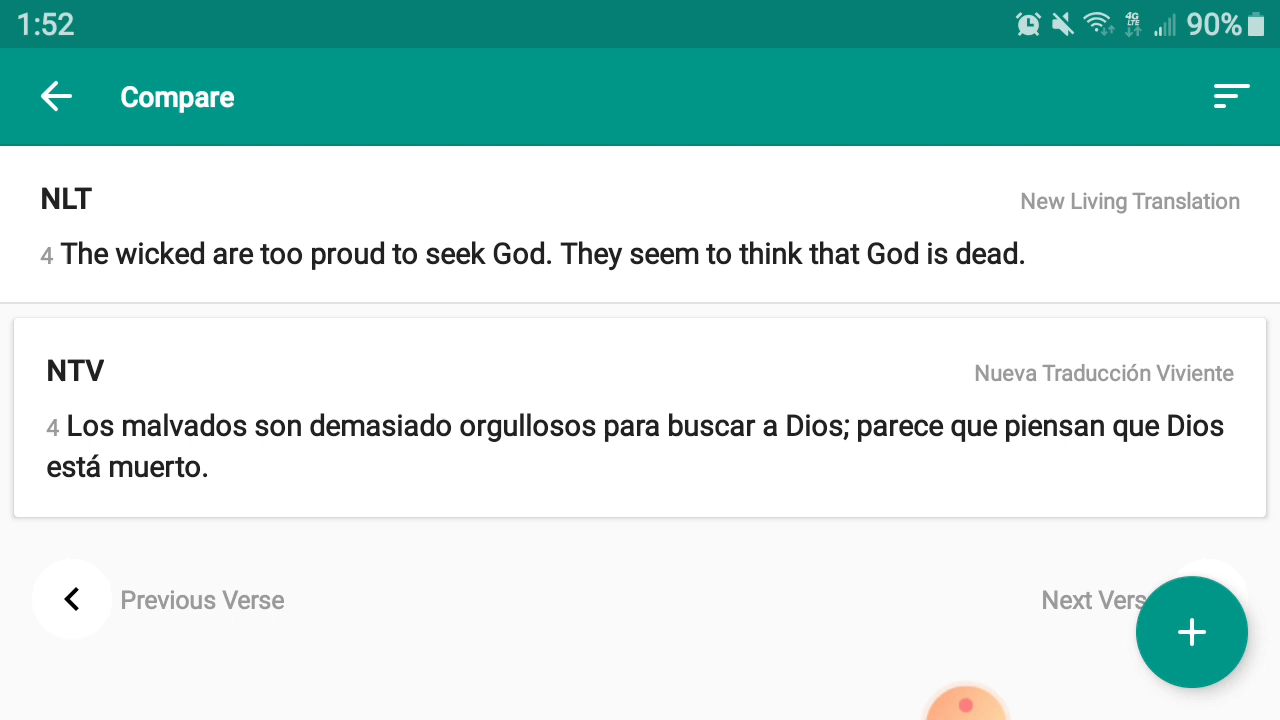 1:52
4G
LTE
90%
Compare
NLT
New Living Translation
4 The wicked are too proud to seek God. They seem to think that God is dead.
NTV
Nueva Traducción Viviente
4 Los malvados son demasiado orgullosos para buscar a Dios; parece que piensan que Dios
está muerto.
Previous Verse
Next Vers